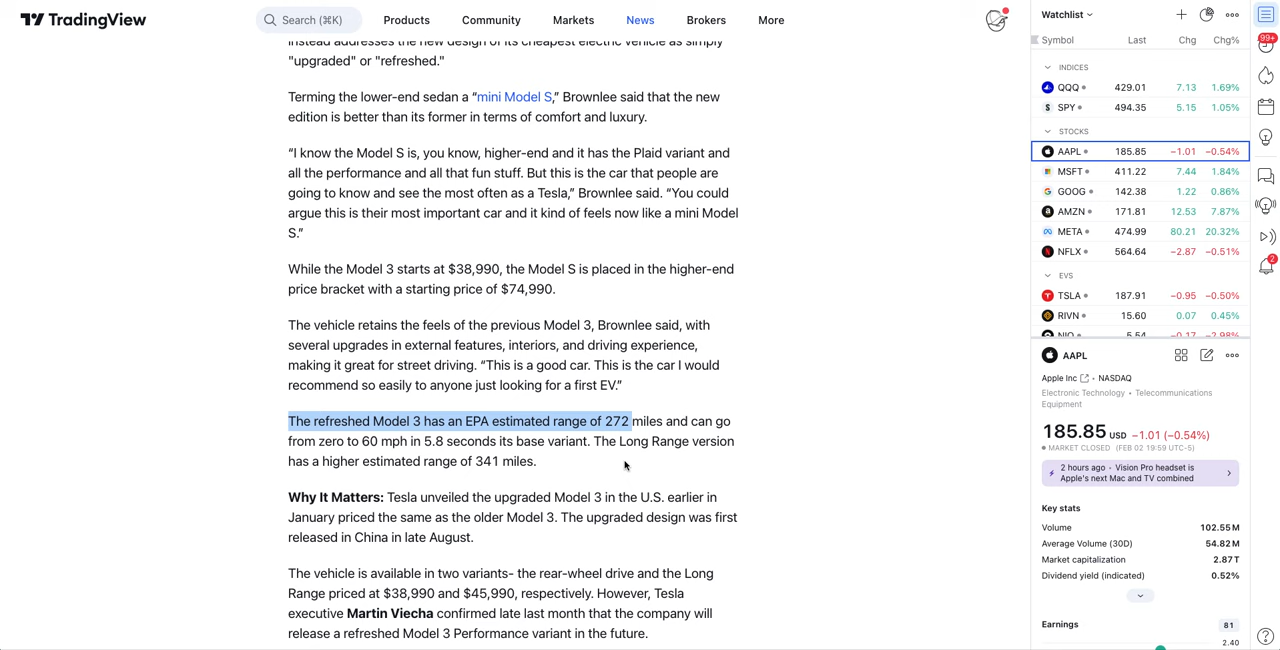 TradingView
Search (⌘K)
Products
Community
Markets
News
Brokers
More
instead addresses the new design of its cheapest electric vehicle as simply
"upgraded" or "refreshed."
Terming the lower-end sedan a “mini Model S,” Brownlee said that the new
edition is better than its former in terms of comfort and luxury.
“I know the Model S is, you know, higher-end and it has the Plaid variant and
all the performance and all that fun stuff. But this is the car that people are
going to know and see the most often as a Tesla,” Brownlee said. “You could
argue this is their most important car and it kind of feels now like a mini Model
S.”
While the Model 3 starts at $38,990, the Model S is placed in the higher-end
price bracket with a starting price of $74,990.
The vehicle retains the feels of the previous Model 3, Brownlee said, with
several upgrades in external features, interiors, and driving experience,
making it great for street driving. “This is a good car. This is the car I would
recommend so easily to anyone just looking for a first EV.”
The refreshed Model 3 has an EPA estimated range of 272 miles and can go
from zero to 60 mph in 5.8 seconds its base variant. The Long Range version
has a higher estimated range of 341 miles.
Why It Matters: Tesla unveiled the upgraded Model 3 in the U.S. earlier in
January priced the same as the older Model 3. The upgraded design was first
released in China in late August.
The vehicle is available in two variants- the rear-wheel drive and the Long
Range priced at $38,990 and $45,990, respectively. However, Tesla
executive Martin Viecha confirmed late last month that the company will
release a refreshed Model 3 Performance variant in the future.
Watchlist
Symbol Last Chg Chg%
INDICES
QQQ 429.01 7.13 1.69%
SPY 494.35 5.15 1.05%
STOCKS
AAPL 185.85 −1.01 −0.54%
MSFT 411.22 7.44 1.84%
GOOG 142.38 1.22 0.86%
AMZN 171.81 12.53 7.87%
META 474.99 80.21 20.32%
NFLX 564.64 −2.87 −0.51%
EVS
TSLA 187.91 −0.95 −0.50%
RIVN 15.60 0.07 0.45%
NIO 5.54 −0.17 −2.98%
AAPL
Apple Inc • NASDAQ
Electronic Technology • Telecommunications
Equipment
185.85 USD −1.01 (−0.54%)
MARKET CLOSED (FEB 02 19:59 UTC-5)
2 hours ago • Vision Pro headset is
Apple's next Mac and TV combined
Key stats
Volume 102.55M
Average Volume (30D) 54.82M
Market capitalization 2.87T
Dividend yield (indicated) 0.52%
Earnings 81
2.40
99+
2